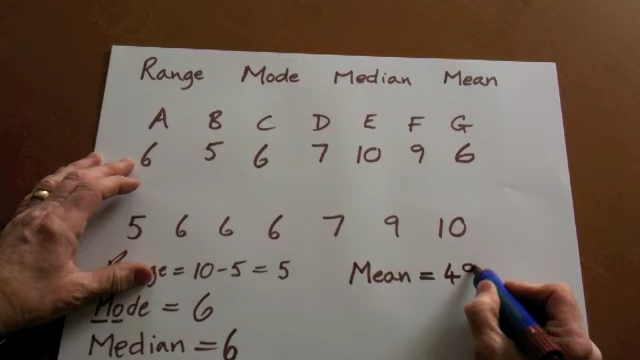 Range Mode Median Mean
A B C D E F G
6 5 6 7 10 9 6
5 6 6 6 7 9 10
= 10-5 = 5
Mean = 49
Mode = 6
Median = 6